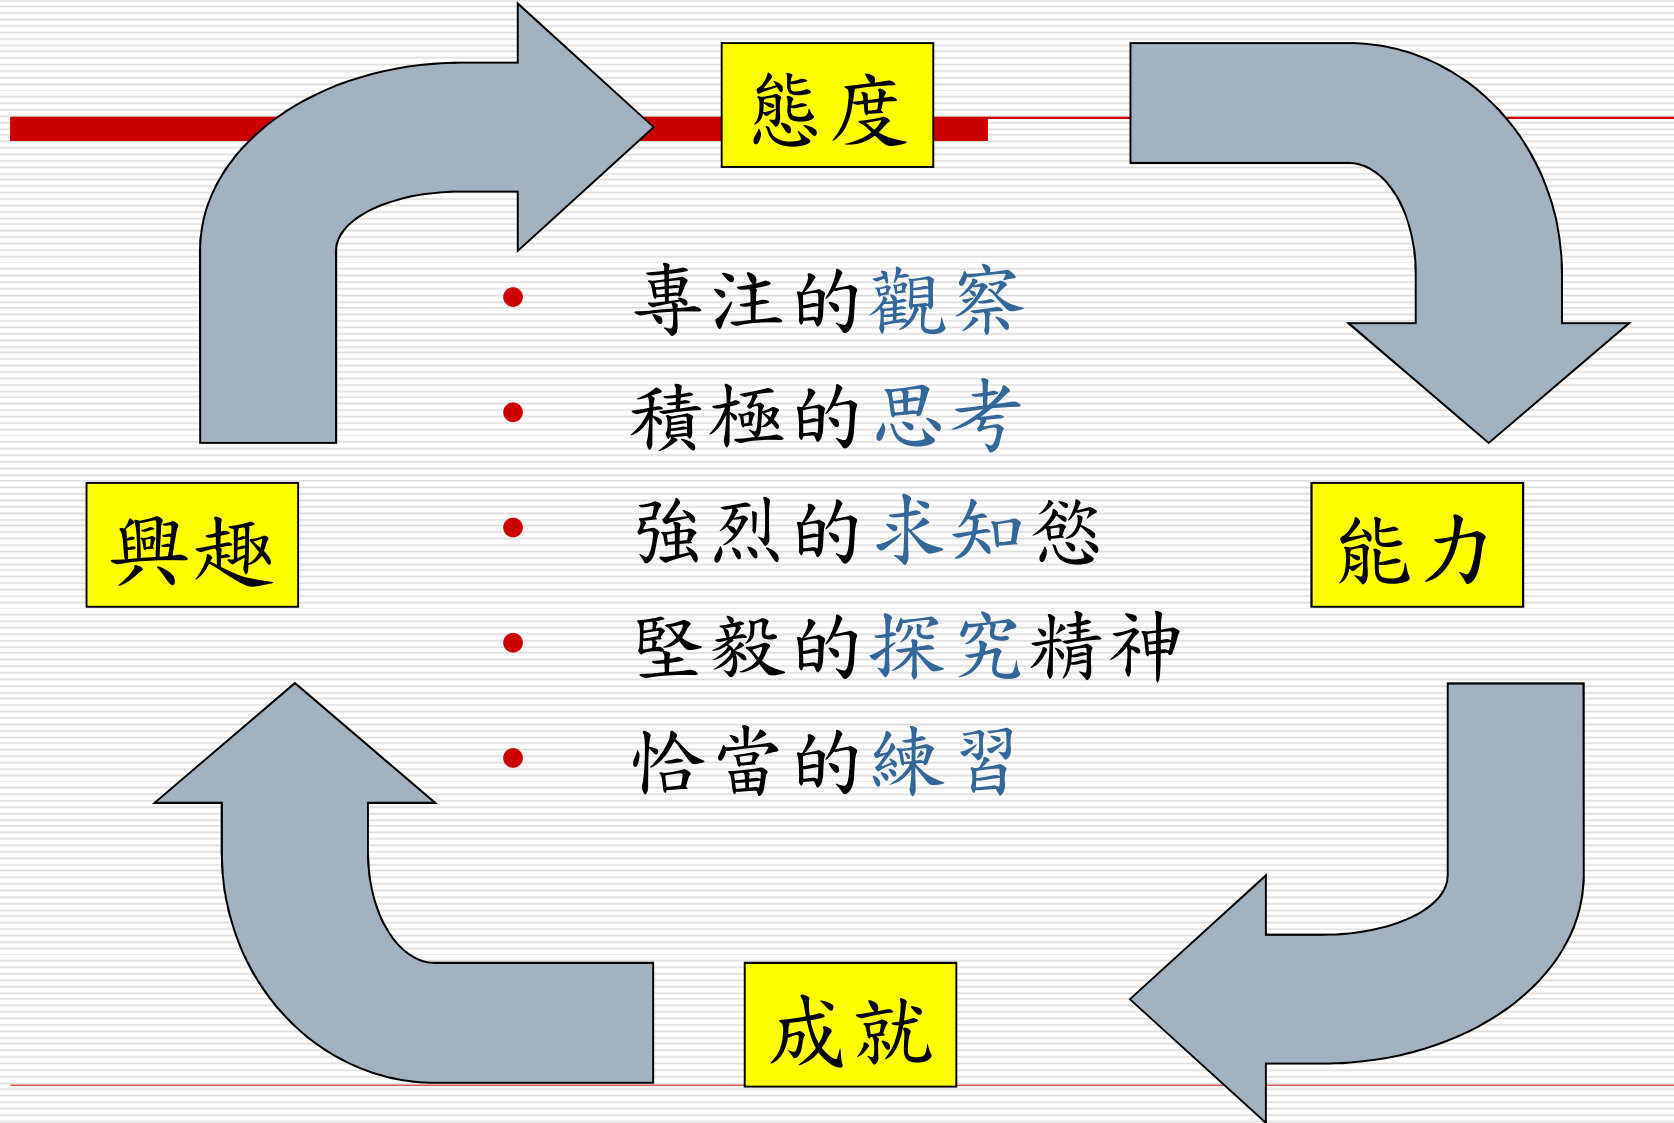 態度
專注的觀察
積極的思考
強烈的求知慾
興趣
能力
堅毅的探究精神
恰當的練習
成就